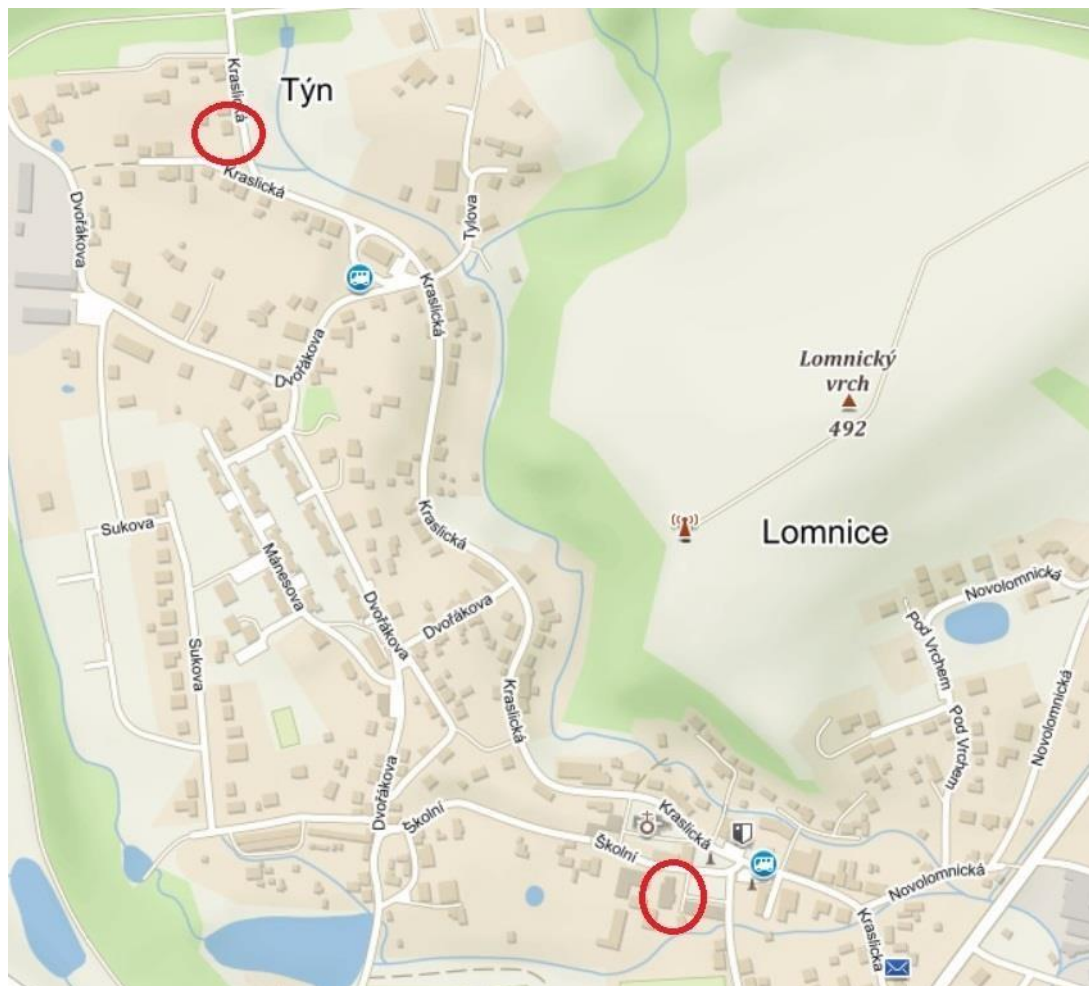 Kraslická
Týn
Kraslická
Dvořákova
Tylova
Kraslická
Dvořákova
Lomnický
vrch
492
Kraslická
Lomnice
Sukova
Mánesova
Dvořákova
Dvořákova
Novolomnická
Pod Vrchem
Sukova
Kraslická
Pod Vrchem
Novolomnická
Dvořákova
Školní
Kraslická
Školní
Novolomnická
Kraslická